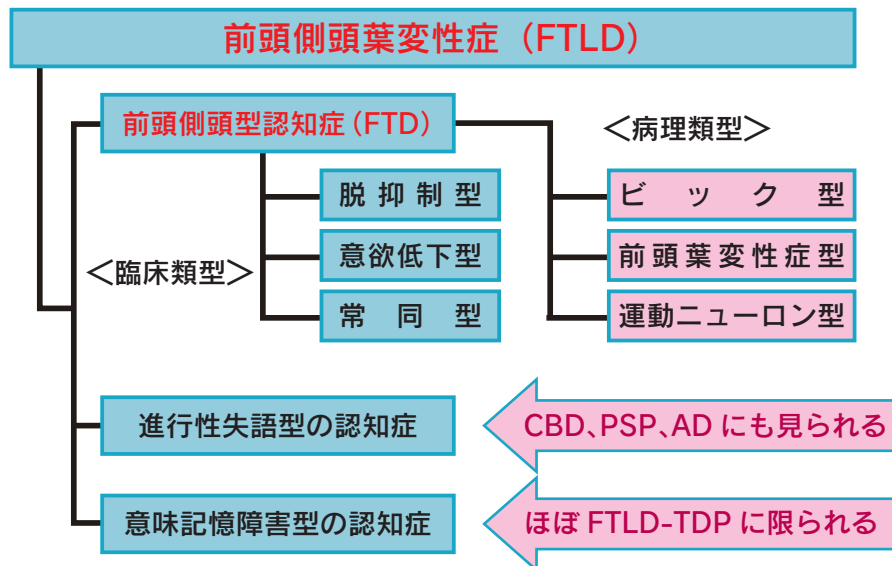 前頭側頭葉変性症（FTLD）
前頭側頭型認知症（FTD）
＜病理類型＞
脱抑制型
ピック型
＜臨床類型＞
意欲低下型
前頭葉変性症型
常同型
運動ニューロン型
進行性失語型の認知症
CBD、PSP、AD にも見られる
意味記憶障害型の認知症
ほぼ FTLD-TDP に限られる